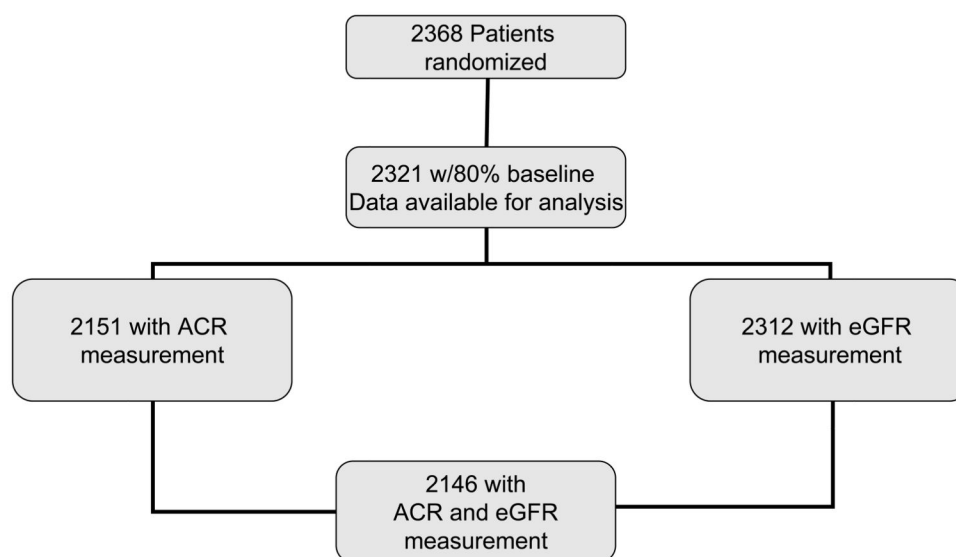 2368 Patients
randomized
2321 w/80% baseline
Data available for analysis
2151 with ACR
measurement
2312 with eGFR
measurement
2146 with
ACR and eGFR
measurement